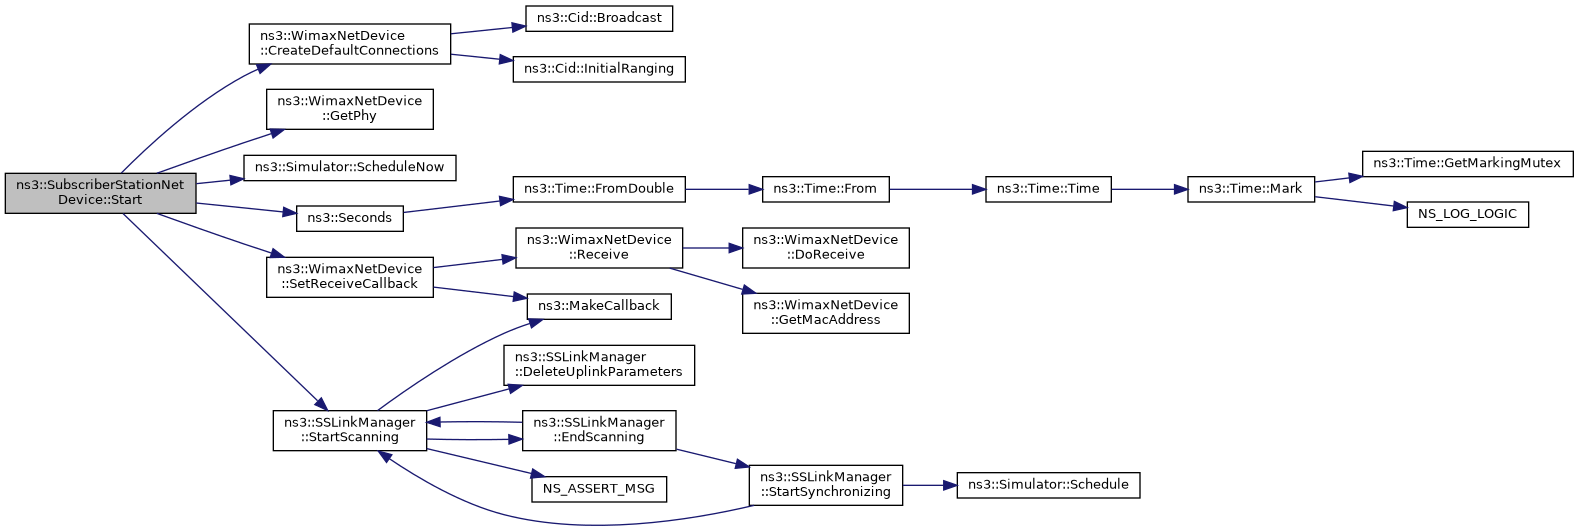 ns3::SubscriberStationNet
Device::Start
ns3::WimaxNetDevice
::CreateDefaultConnections
ns3::Cid::Broadcast
ns3::Cid::InitialRanging
ns3::WimaxNetDevice
::GetPhy
ns3::Simulator::ScheduleNow
ns3::Seconds
ns3::Time::FromDouble
ns3::Time::From
ns3::Time::Time
ns3::Time::Mark
ns3::Time::GetMarkingMutex
NS_LOG_LOGIC
ns3::WimaxNetDevice
::SetReceiveCallback
ns3::WimaxNetDevice
::Receive
ns3::WimaxNetDevice
::DoReceive
ns3::WimaxNetDevice
::GetMacAddress
ns3::MakeCallback
ns3::SSLinkManager
::StartScanning
ns3::SSLinkManager
::DeleteUplinkParameters
ns3::SSLinkManager
::EndScanning
NS_ASSERT_MSG
ns3::SSLinkManager
::StartSynchronizing
ns3::Simulator::Schedule